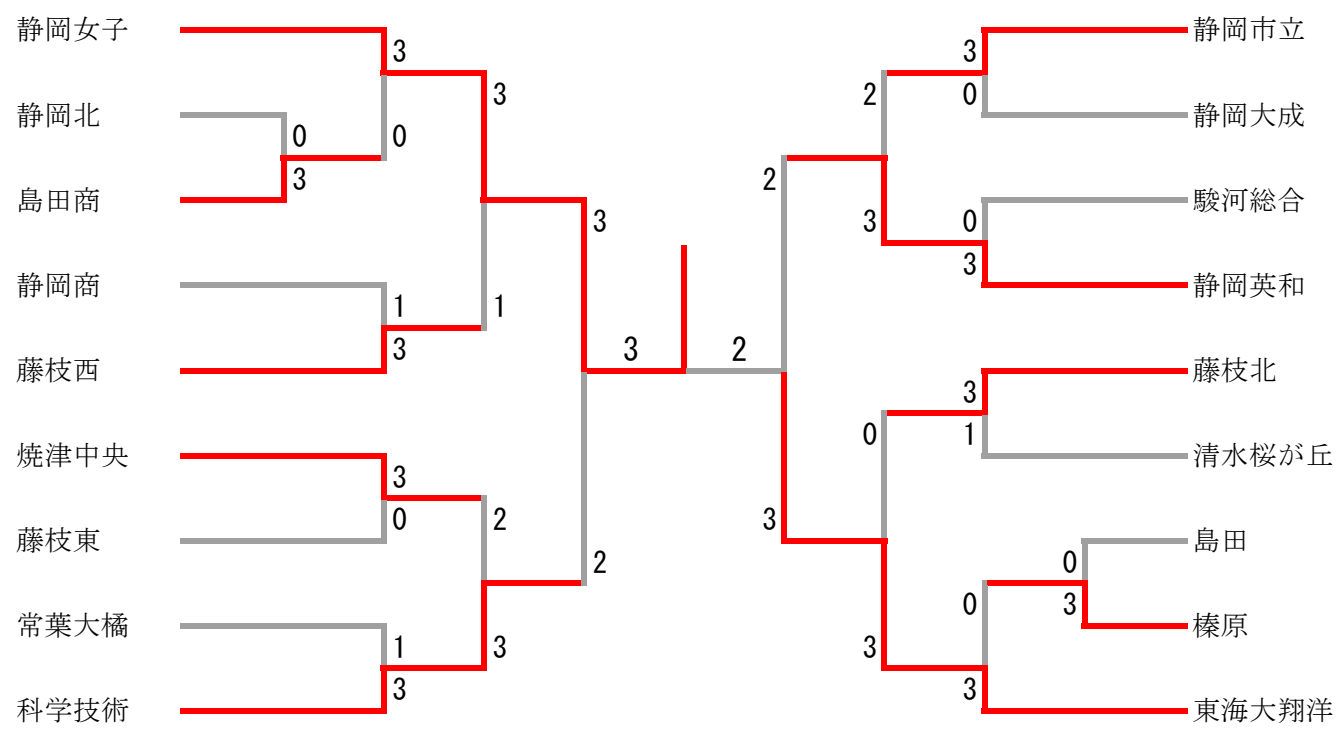 静岡女子
静岡北
島田商
静岡商
藤枝西
焼津中央
藤枝東
常葉大橘
科学技術
3
0
0
3
3
1
1
3
3
3
0
2
1
3
3
2
3
2
2
3
2
3
3
0
0
3
0
3
3
1
0
3
0
3
静岡市立
静岡大成
駿河総合
静岡英和
藤枝北
清水桜が丘
島田
榛原
東海大翔洋